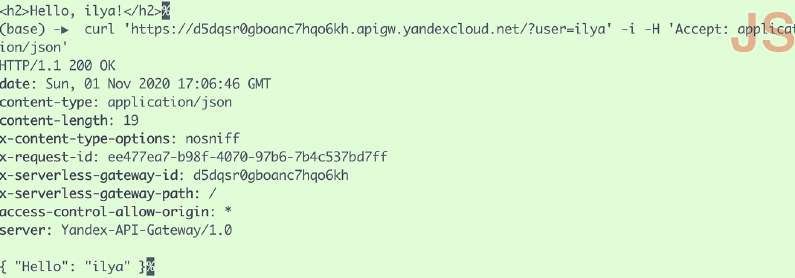 <h2>Hello, ilya!</h2>%
(base) -▶ curl 'https://d5dqsr0gboanc7hqo6kh.apigw.yandexcloud.net/?user=ilya' -i -H 'Accept: applicat
ion/json'
HTTP/1.1 200 OK
date: Sun, 01 Nov 2020 17:06:46 GMT
content-type: application/json
content-length: 19
x-content-type-options: nosniff
x-request-id: ee477ea7-b98f-4070-97b6-7b4c537bd7ff
x-serverless-gateway-id: d5dqsr0gboanc7hqo6kh
x-serverless-gateway-path: /
access-control-allow-origin: *
server: Yandex-API-Gateway/1.0
{ "Hello": "ilya" }%
JS